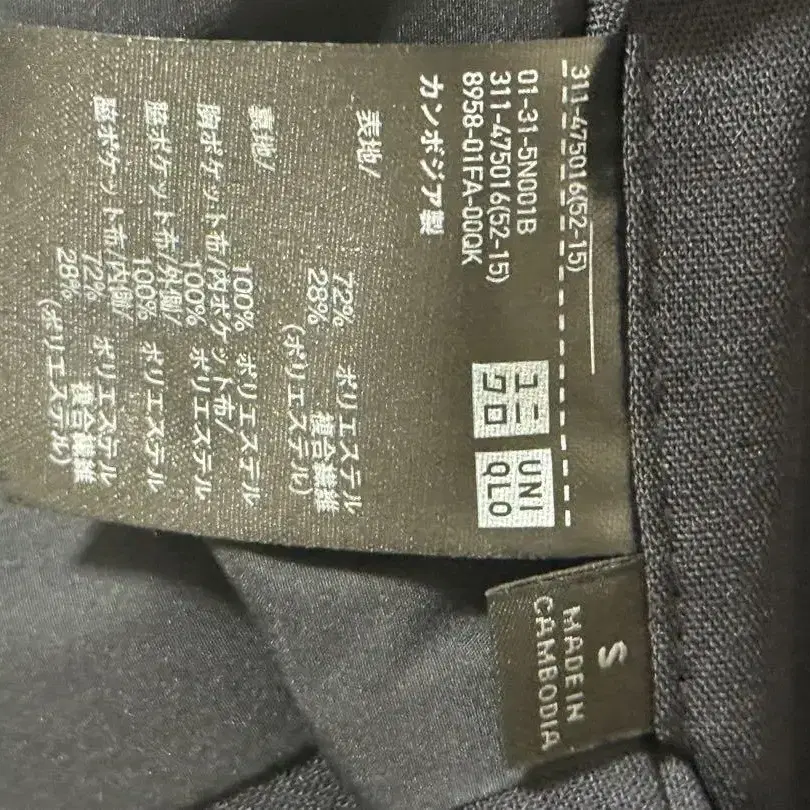 311-475016(52-15)
ユニ
クロ
UNI
QLO
01-31-5N001B
311-475016(52-15)
8958-01FA-00QK
カンボジア製
表地/
72% ポリエステル
28% 複合繊維
(ポリエステル)
裏地/
100% ポリエステル
胸ポケット布/内ポケット布/
100% ポリエステル
脇ポケット布/外側/
100% ポリエステル
脇ポケット布/内側/
72% ポリエステル
28% 複合繊維
(ポリエステル)
S
MADE IN
CAMBODIA